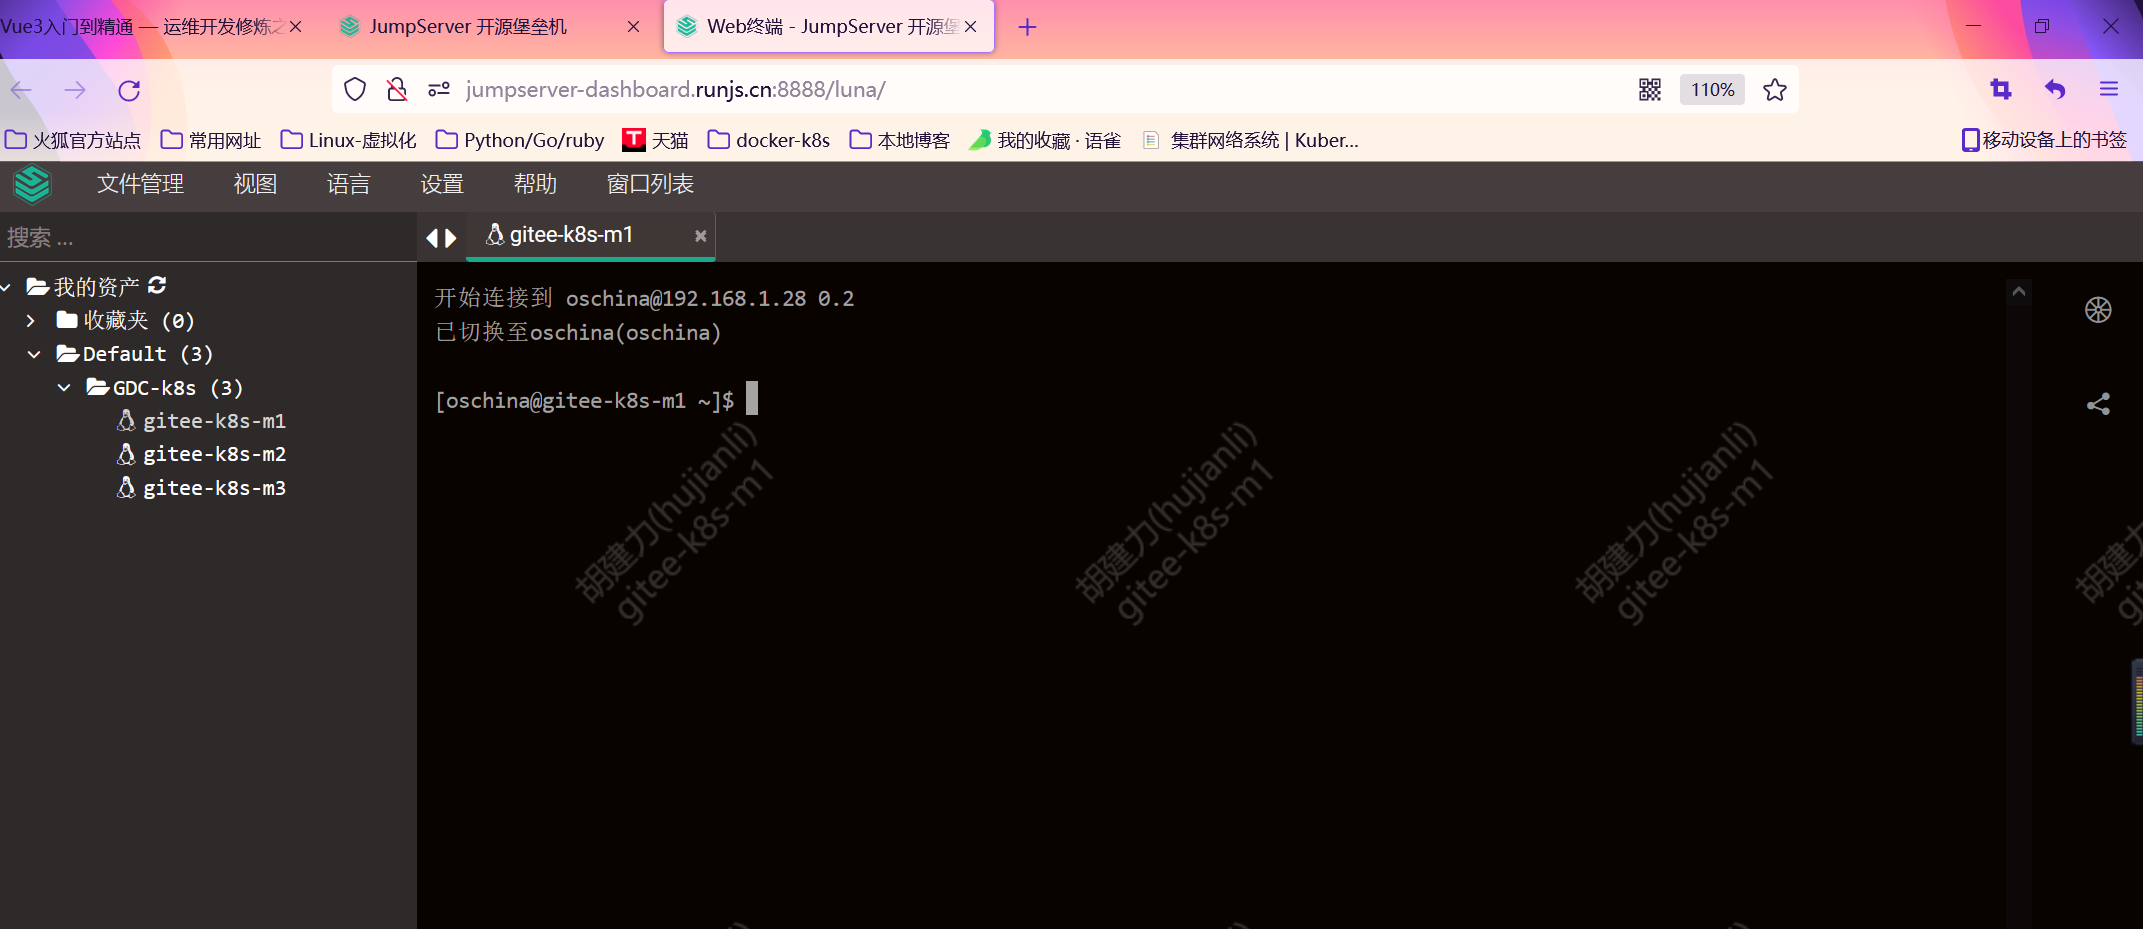 Vue3入门到精通 — 运维开发修炼之
JumpServer 开源堡垒机
Web终端 - JumpServer 开源堡
jumpserver-dashboard.runjs.cn:8888/luna/
110%
火狐官方站点
常用网址
Linux-虚拟化
Python/Go/ruby
天猫
docker-k8s
本地博客
我的收藏 · 语雀
集群网络系统 | Kuber...
移动设备上的书签
文件管理
视图
语言
设置
帮助
窗口列表
搜索 ...
gitee-k8s-m1
我的资产
收藏夹 (0)
Default (3)
GDC-k8s (3)
gitee-k8s-m1
gitee-k8s-m2
gitee-k8s-m3
开始连接到 oschina@192.168.1.28 0.2
已切换至oschina(oschina)
[oschina@gitee-k8s-m1 ~]$
胡建力(hujianli)
gitee-k8s-m1
胡建力(hujianli)
gitee-k8s-m1
胡建力(hujianli)
gitee-k8s-m1
胡建力